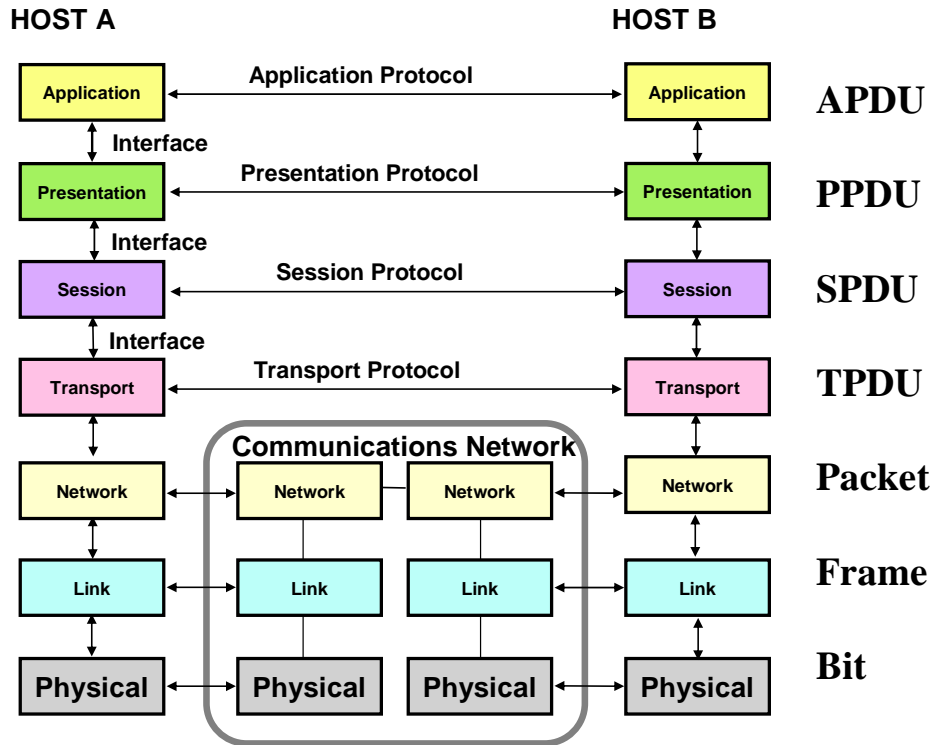 HOST A
HOST B
Application Protocol
Application
Application
APDU
Interface
Presentation Protocol
Presentation
Presentation
PPDU
Interface
Session Protocol
Session
Session
SPDU
Interface
Transport Protocol
Transport
Transport
TPDU
Communications Network
Network
Network
Network
Network
Packet
Link
Link
Link
Link
Frame
Physical
Physical
Physical
Physical
Bit